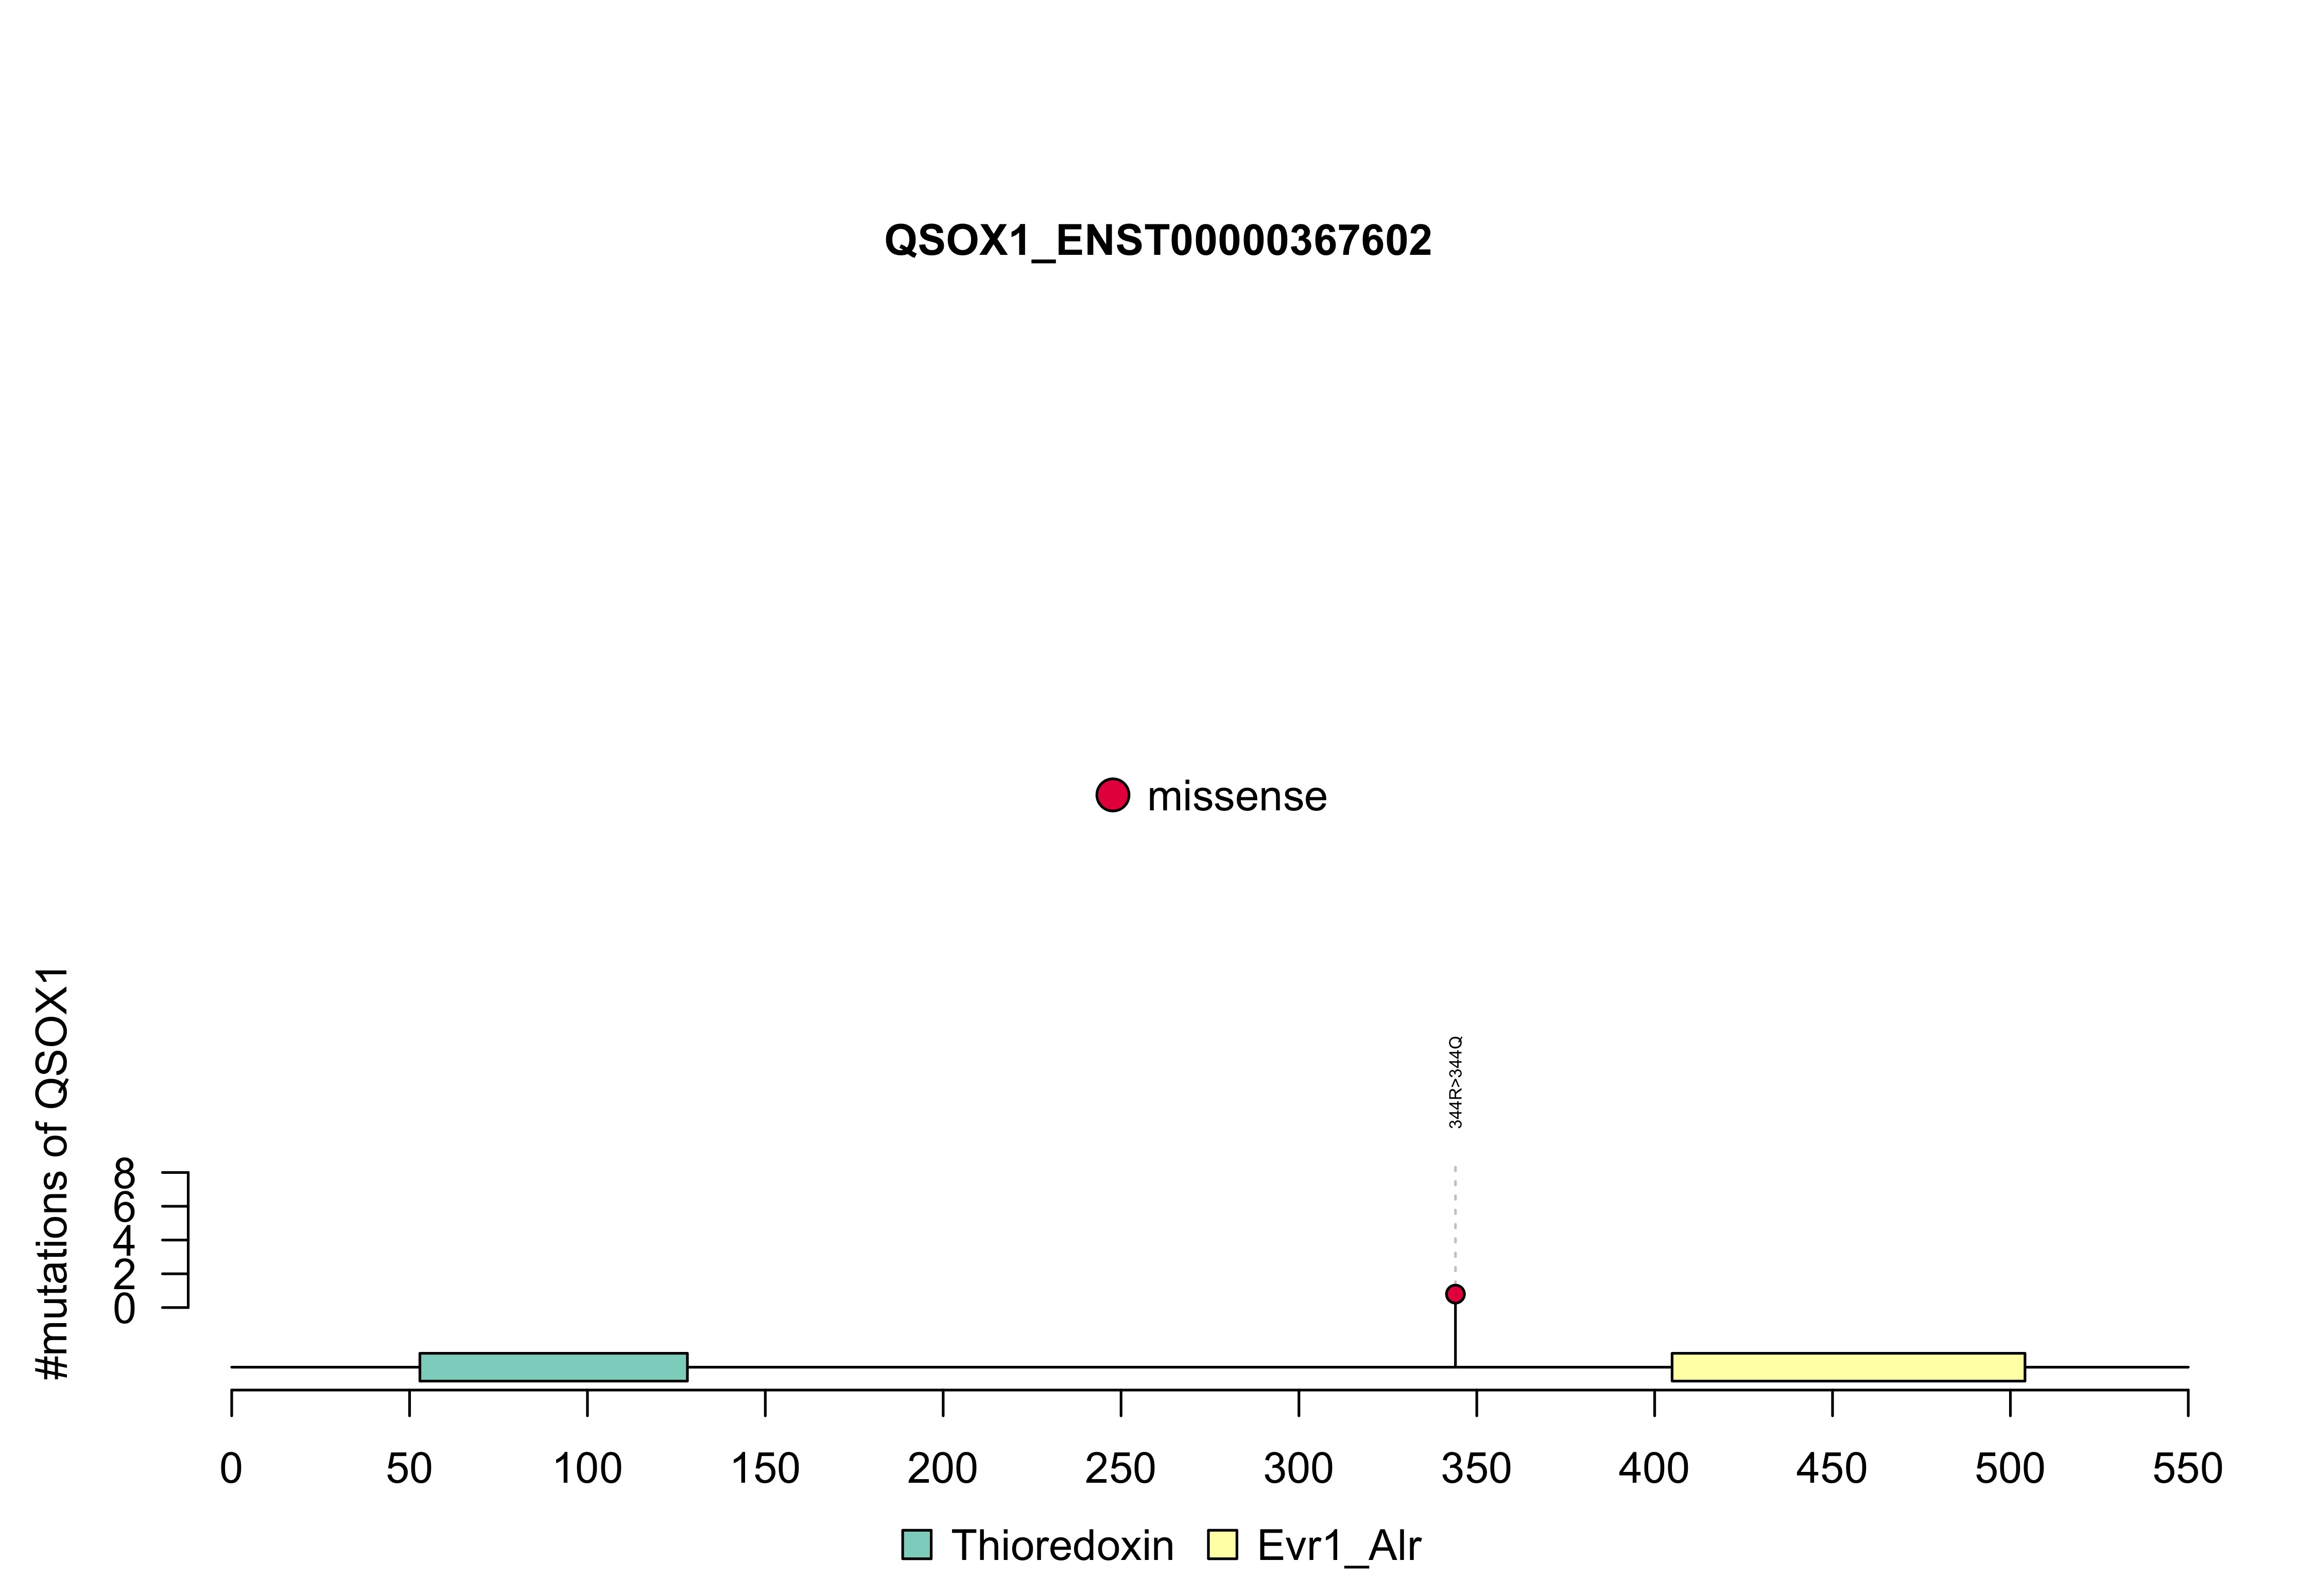 QSOX1_ENST00000367602
missense
#mutations of QSOX1
344R>344Q
8
6
4
2
0
0 50 100 150 200 250 300 350 400 450 500 550
Thioredoxin Evr1_Alr